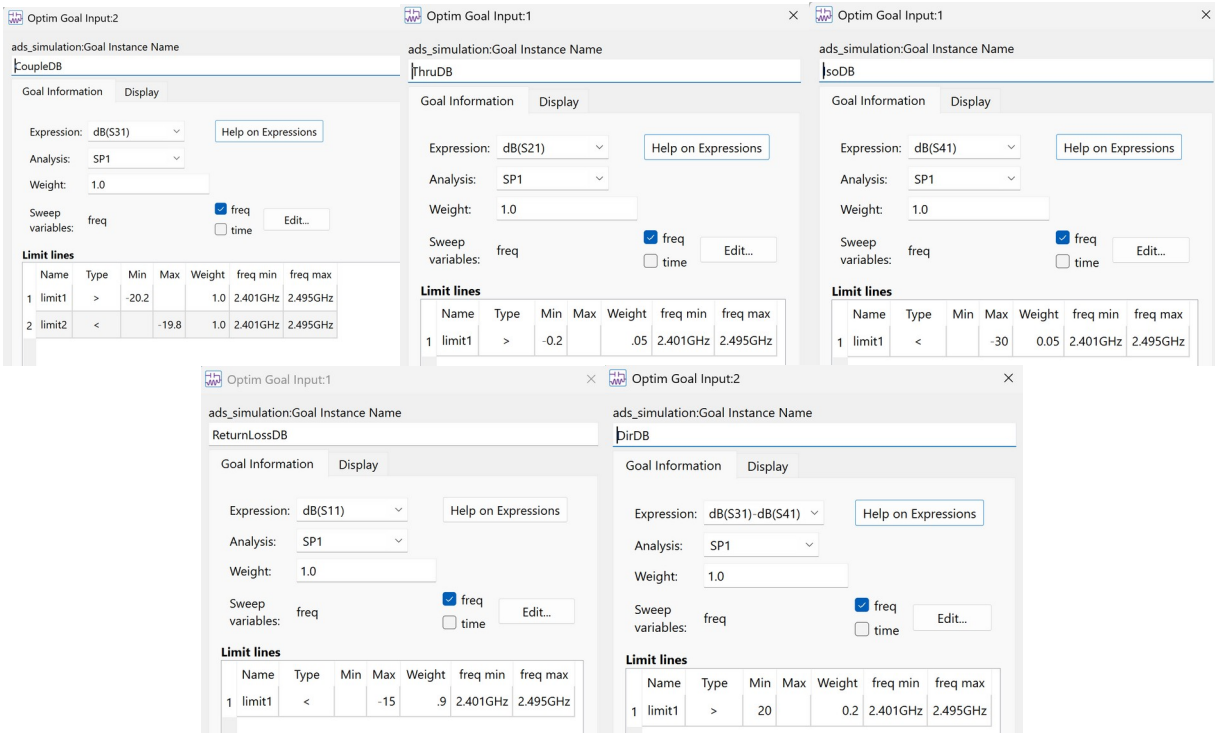 Optim Goal Input:2
ads_simulation:Goal Instance Name
CoupleDB
Goal Information Display
Expression: dB(S31) Help on Expressions
Analysis: SP1
Weight: 1.0
Sweep variables: freq freq time Edit...
Limit lines
Name Type Min Max Weight freq min freq max
1 limit1 > -20.2 1.0 2.401GHz 2.495GHz
2 limit2 < -19.8 1.0 2.401GHz 2.495GHz
Optim Goal Input:1
ads_simulation:Goal Instance Name
ThruDB
Goal Information Display
Expression: dB(S21) Help on Expressions
Analysis: SP1
Weight: 1.0
Sweep variables: freq freq time Edit...
Limit lines
Name Type Min Max Weight freq min freq max
1 limit1 > -0.2 .05 2.401GHz 2.495GHz
Optim Goal Input:1
ads_simulation:Goal Instance Name
IsoDB
Goal Information Display
Expression: dB(S41) Help on Expressions
Analysis: SP1
Weight: 1.0
Sweep variables: freq freq time Edit...
Limit lines
Name Type Min Max Weight freq min freq max
1 limit1 < -30 0.05 2.401GHz 2.495GHz
Optim Goal Input:1
ads_simulation:Goal Instance Name
ReturnLossDB
Goal Information Display
Expression: dB(S11) Help on Expressions
Analysis: SP1
Weight: 1.0
Sweep variables: freq freq time Edit...
Limit lines
Name Type Min Max Weight freq min freq max
1 limit1 < -15 .9 2.401GHz 2.495GHz
Optim Goal Input:2
ads_simulation:Goal Instance Name
DirDB
Goal Information Display
Expression: dB(S31)-dB(S41) Help on Expressions
Analysis: SP1
Weight: 1.0
Sweep variables: freq freq time Edit...
Limit lines
Name Type Min Max Weight freq min freq max
1 limit1 > 20 0.2 2.401GHz 2.495GHz